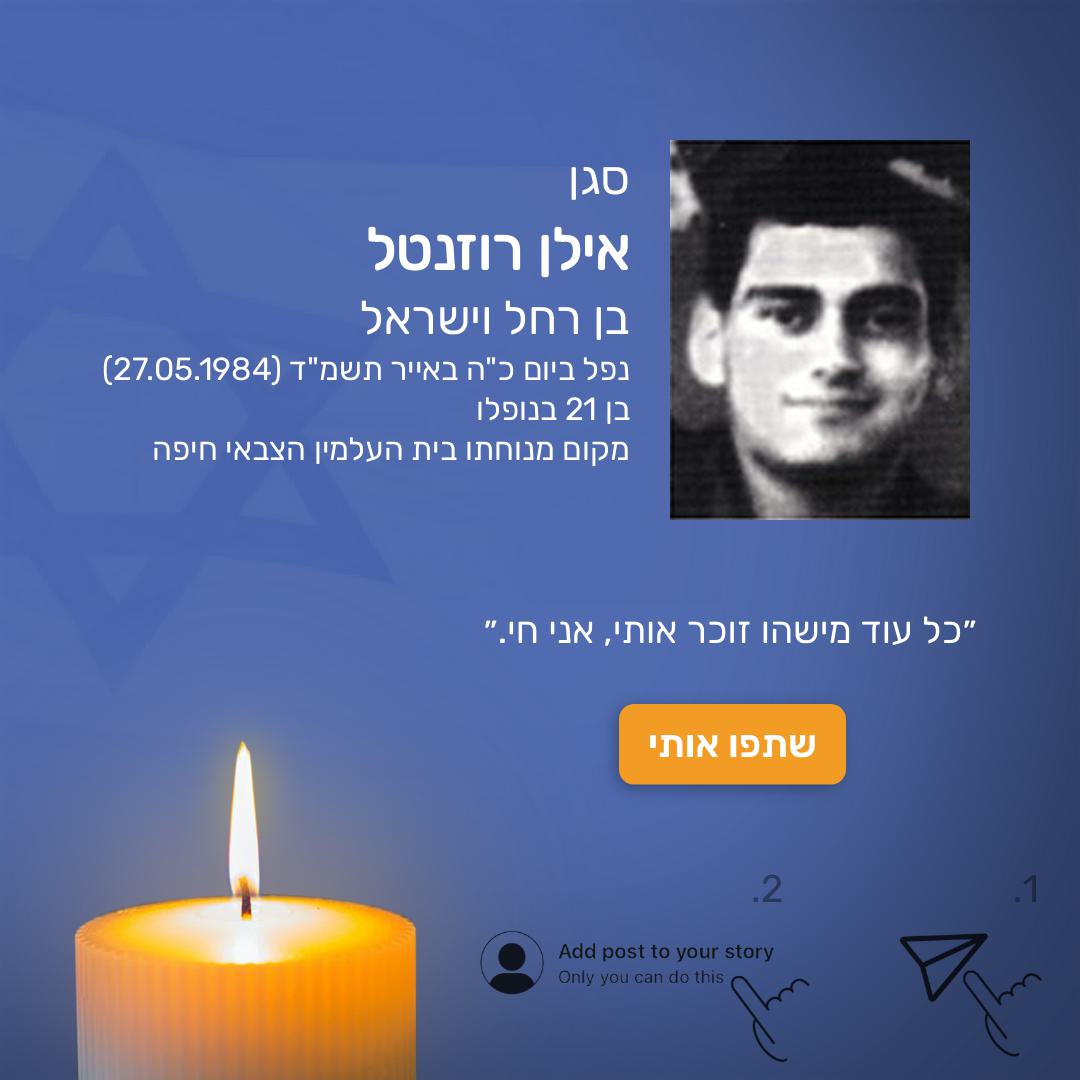 סגן
אילן רוזנטל
בן רחל וישראל
נפל ביום כ"ה באייר תשמ"ד (27.05.1984)
בן 21 בנופלו
מקום מנוחתו בית העלמין הצבאי חיפה
״כל עוד מישהו זוכר אותי, אני חי.״
שתפו אותי
.1
.2
Add post to your story
Only you can do this